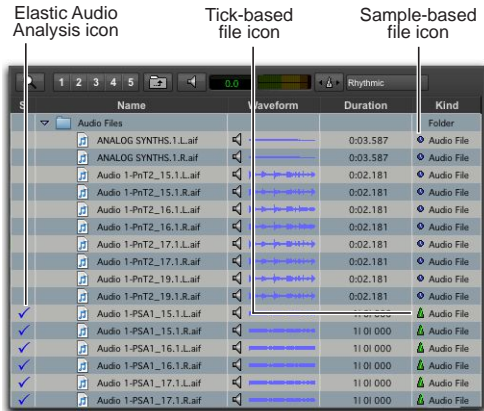 Elastic Audio
Analysis icon
Tick-based
file icon
Sample-based
file icon
1 2 3 4 5 0.0 Rhythmic
S Name Waveform Duration Kind
Audio Files Folder
ANALOG SYNTHS.1.L.aif 0:03.587 Audio File
ANALOG SYNTHS.1.R.aif 0:03.587 Audio File
Audio 1-PnT2_15.1.L.aif 0:02.181 Audio File
Audio 1-PnT2_15.1.R.aif 0:02.181 Audio File
Audio 1-PnT2_16.1.L.aif 0:02.181 Audio File
Audio 1-PnT2_16.1.R.aif 0:02.181 Audio File
Audio 1-PnT2_17.1.L.aif 0:02.181 Audio File
Audio 1-PnT2_17.1.R.aif 0:02.181 Audio File
Audio 1-PnT2_19.1.L.aif 0:02.181 Audio File
Audio 1-PnT2_19.1.R.aif 0:02.181 Audio File
Audio 1-PSA1_15.1.L.aif 1| 0| 000 Audio File
Audio 1-PSA1_15.1.R.aif 1| 0| 000 Audio File
Audio 1-PSA1_16.1.L.aif 1| 0| 000 Audio File
Audio 1-PSA1_16.1.R.aif 1| 0| 000 Audio File
Audio 1-PSA1_17.1.L.aif 1| 0| 000 Audio File
Audio 1-PSA1_17.1.R.aif 1| 0| 000 Audio File